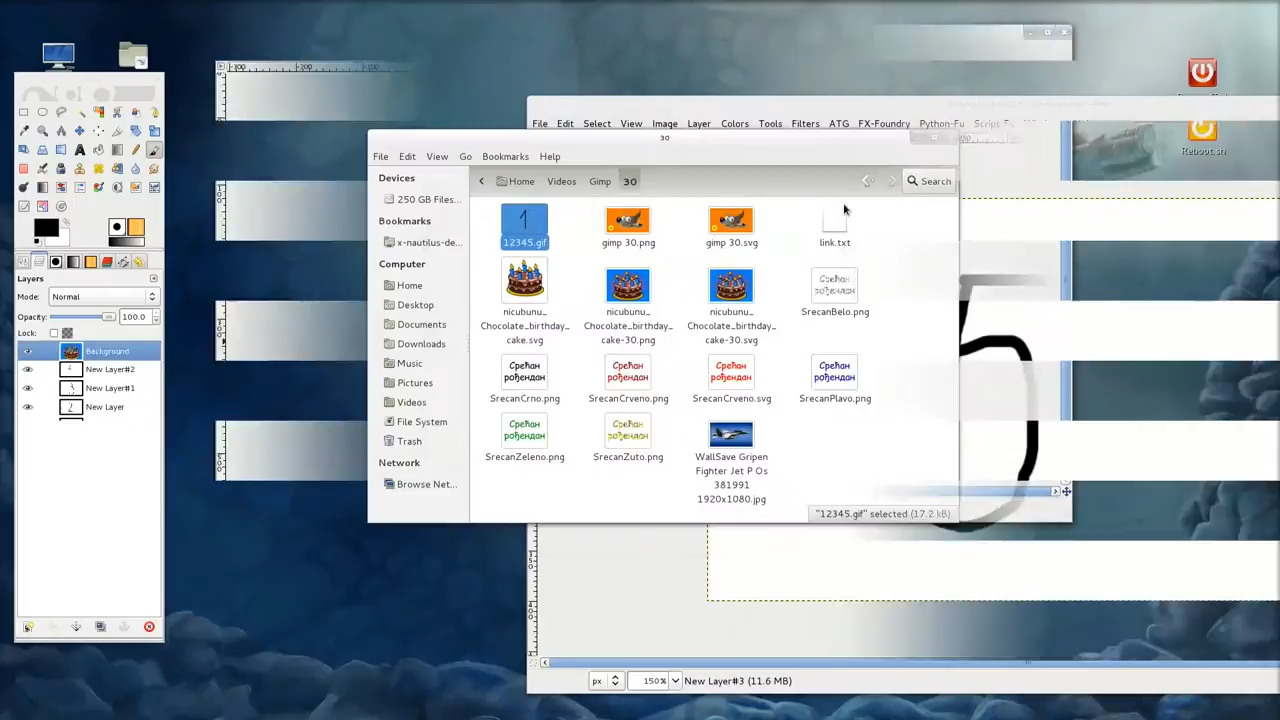 Reboot.sn
File Edit Select View Image Layer Colors Tools Filters ATG FX-Foundry Python-Fu Script-Fu
30
File Edit View Go Bookmarks Help
Devices
250 GB Files...
Bookmarks
x-nautilus-de...
Computer
Home
Desktop
Documents
Downloads
Music
Pictures
Videos
File System
Trash
Network
Browse Net...
Home Videos Gimp 30
Search
1
12345.gif
gimp 30.png
gimp 30.svg
link.txt
nicubunu_
Chocolate_birthday_
cake.svg
nicubunu_
Chocolate_birthday_
cake-30.png
nicubunu_
Chocolate_birthday_
cake-30.svg
Срећан
рођендан
SrecanBelo.png
Срећан
рођендан
SrecanCrno.png
Срећан
рођендан
SrecanCrveno.png
Срећан
рођендан
SrecanCrveno.svg
Срећан
рођендан
SrecanPlavo.png
Срећан
рођендан
SrecanZeleno.png
Срећан
рођендан
SrecanZuto.png
WallSave Gripen
Fighter Jet P Os
381991
1920x1080.jpg
"12345.gif" selected (17.2 kB)
5
Layers
Mode: Normal
Opacity: 100.0
Lock:
Background
New Layer#2
New Layer#1
New Layer
px 150% New Layer#3 (11.6 MB)